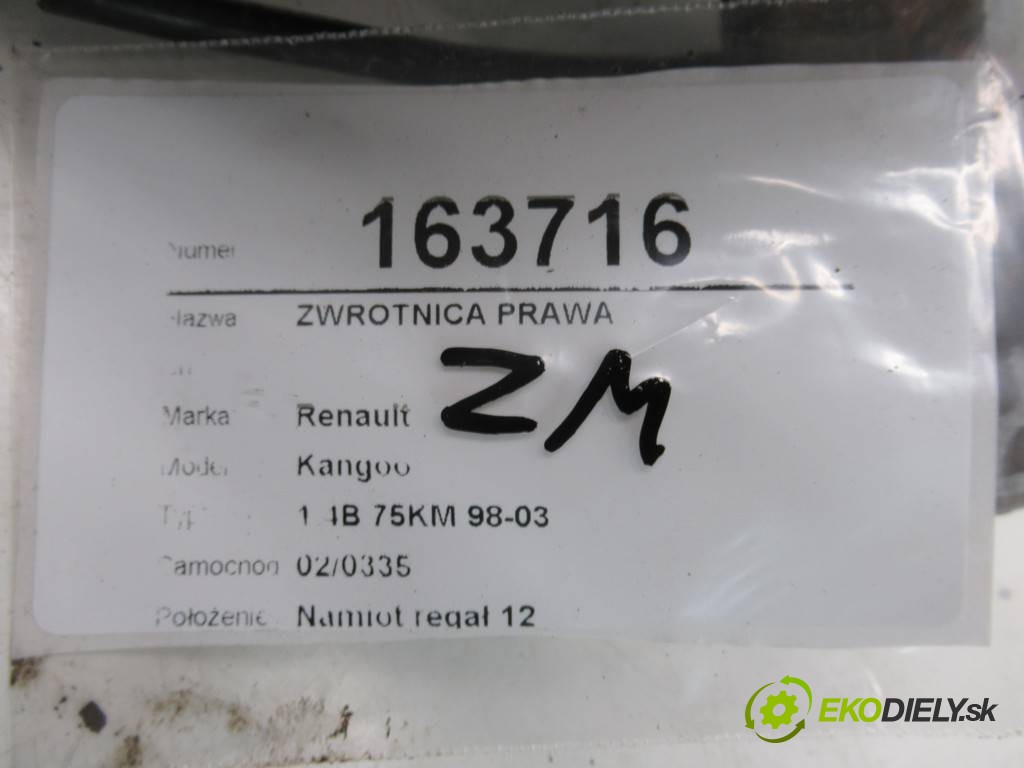 Numer 163716
Nazwa ZWROTNICA PRAWA
ZM
Marka Renault
Model Kangoo
Typ 1.4B 75KM 98-03
Samochód 02/0335
Położenie Namiot regał 12
EKODIELY.sk